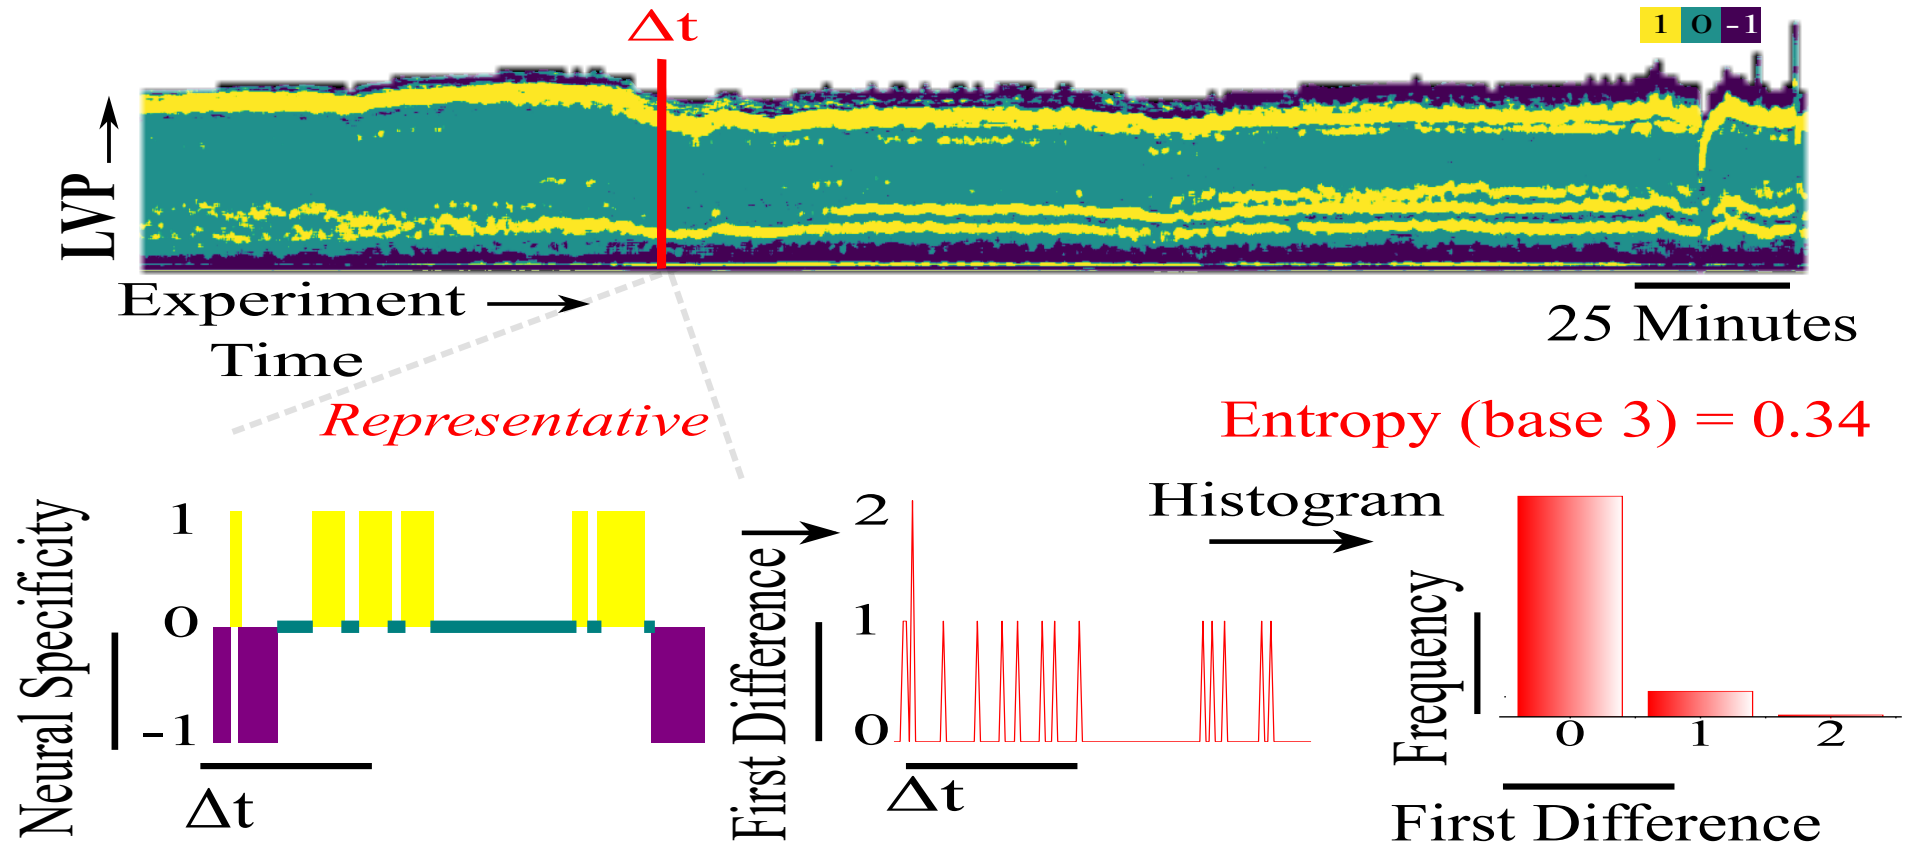 Δt
1 0 -1
LVP
Experiment
Time
25 Minutes
Representative
Entropy (base 3) = 0.34
Neural Specificity
1
0
-1
Δt
First Difference
2
1
0
Δt
Histogram
Frequency
0 1 2
First Difference